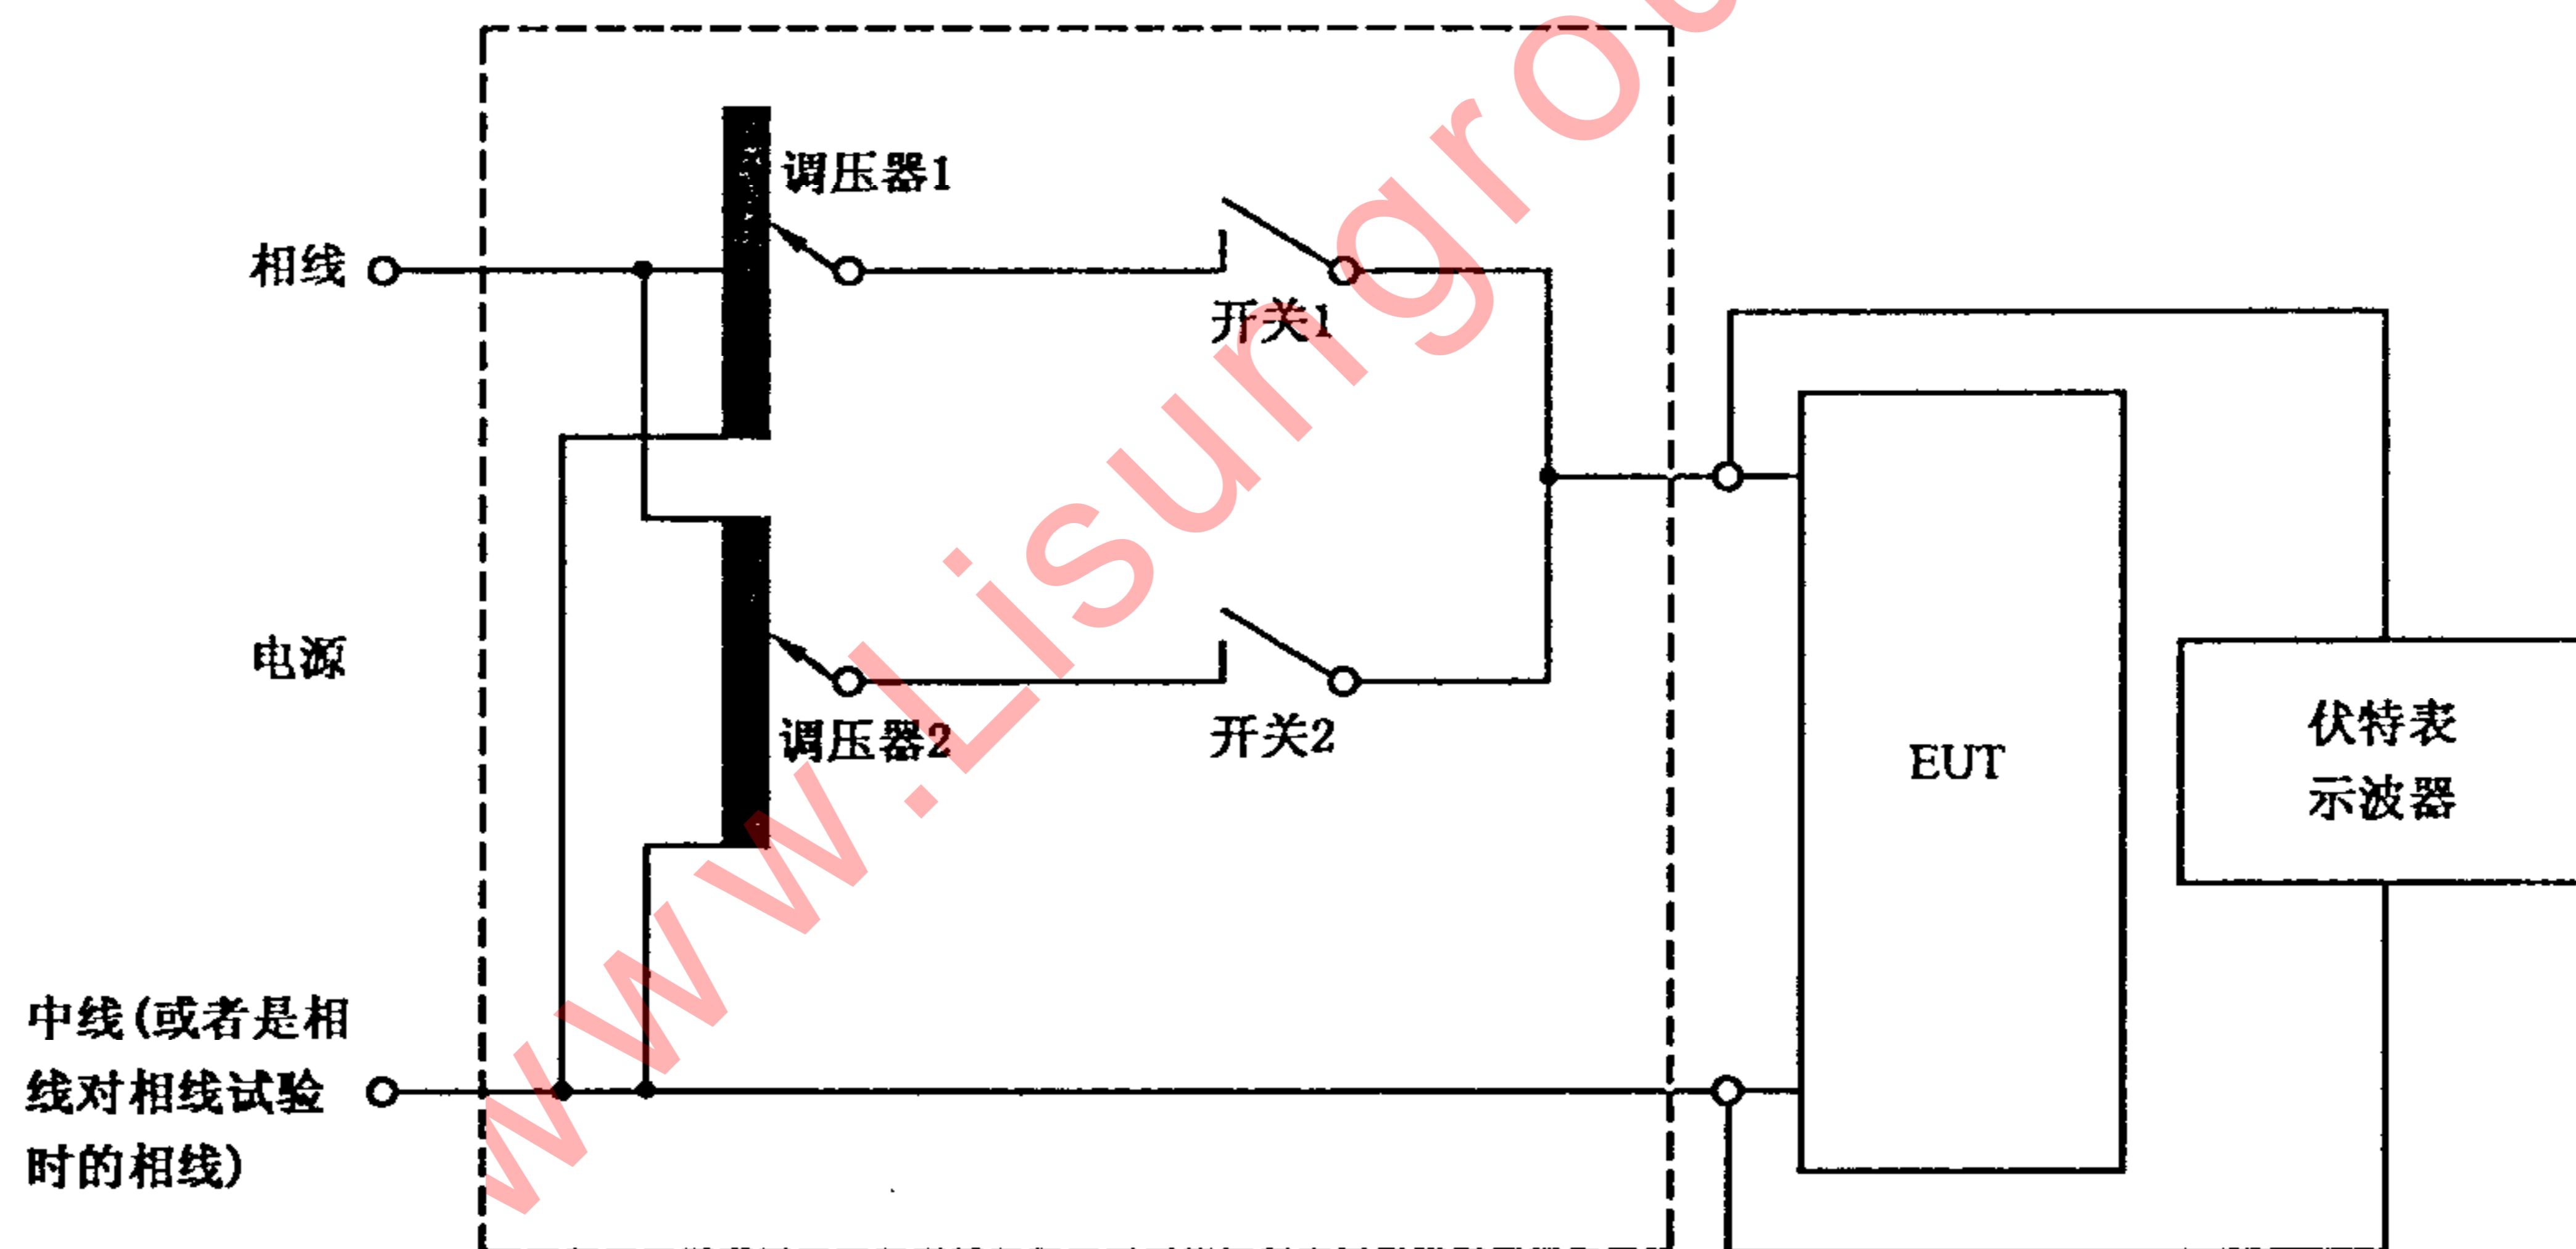 调压器1
相线
开关1
电源
调压器2
开关2
EUT
伏特表
示波器
中线(或者是相
线对相线试验
时的相线)
www.Lisungro